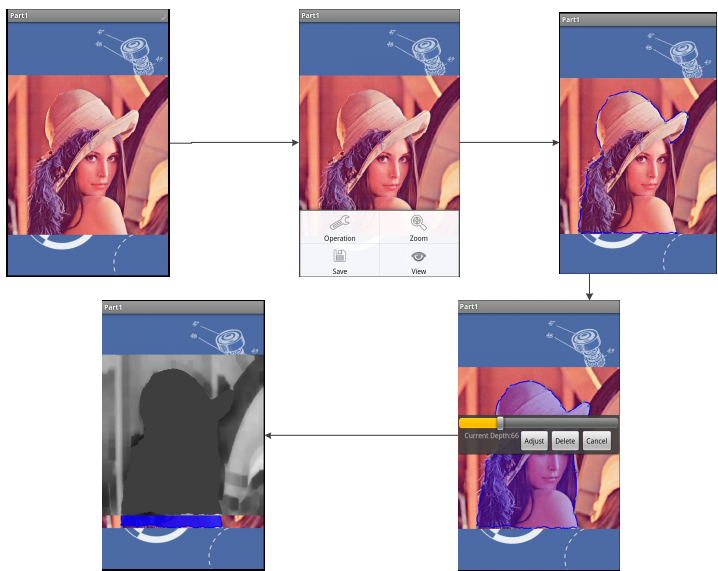 Part1
Part1
Operation
Zoom
Save
View
Part1
Part1
Part1
Current Depth:66
Adjust
Delete
Cancel